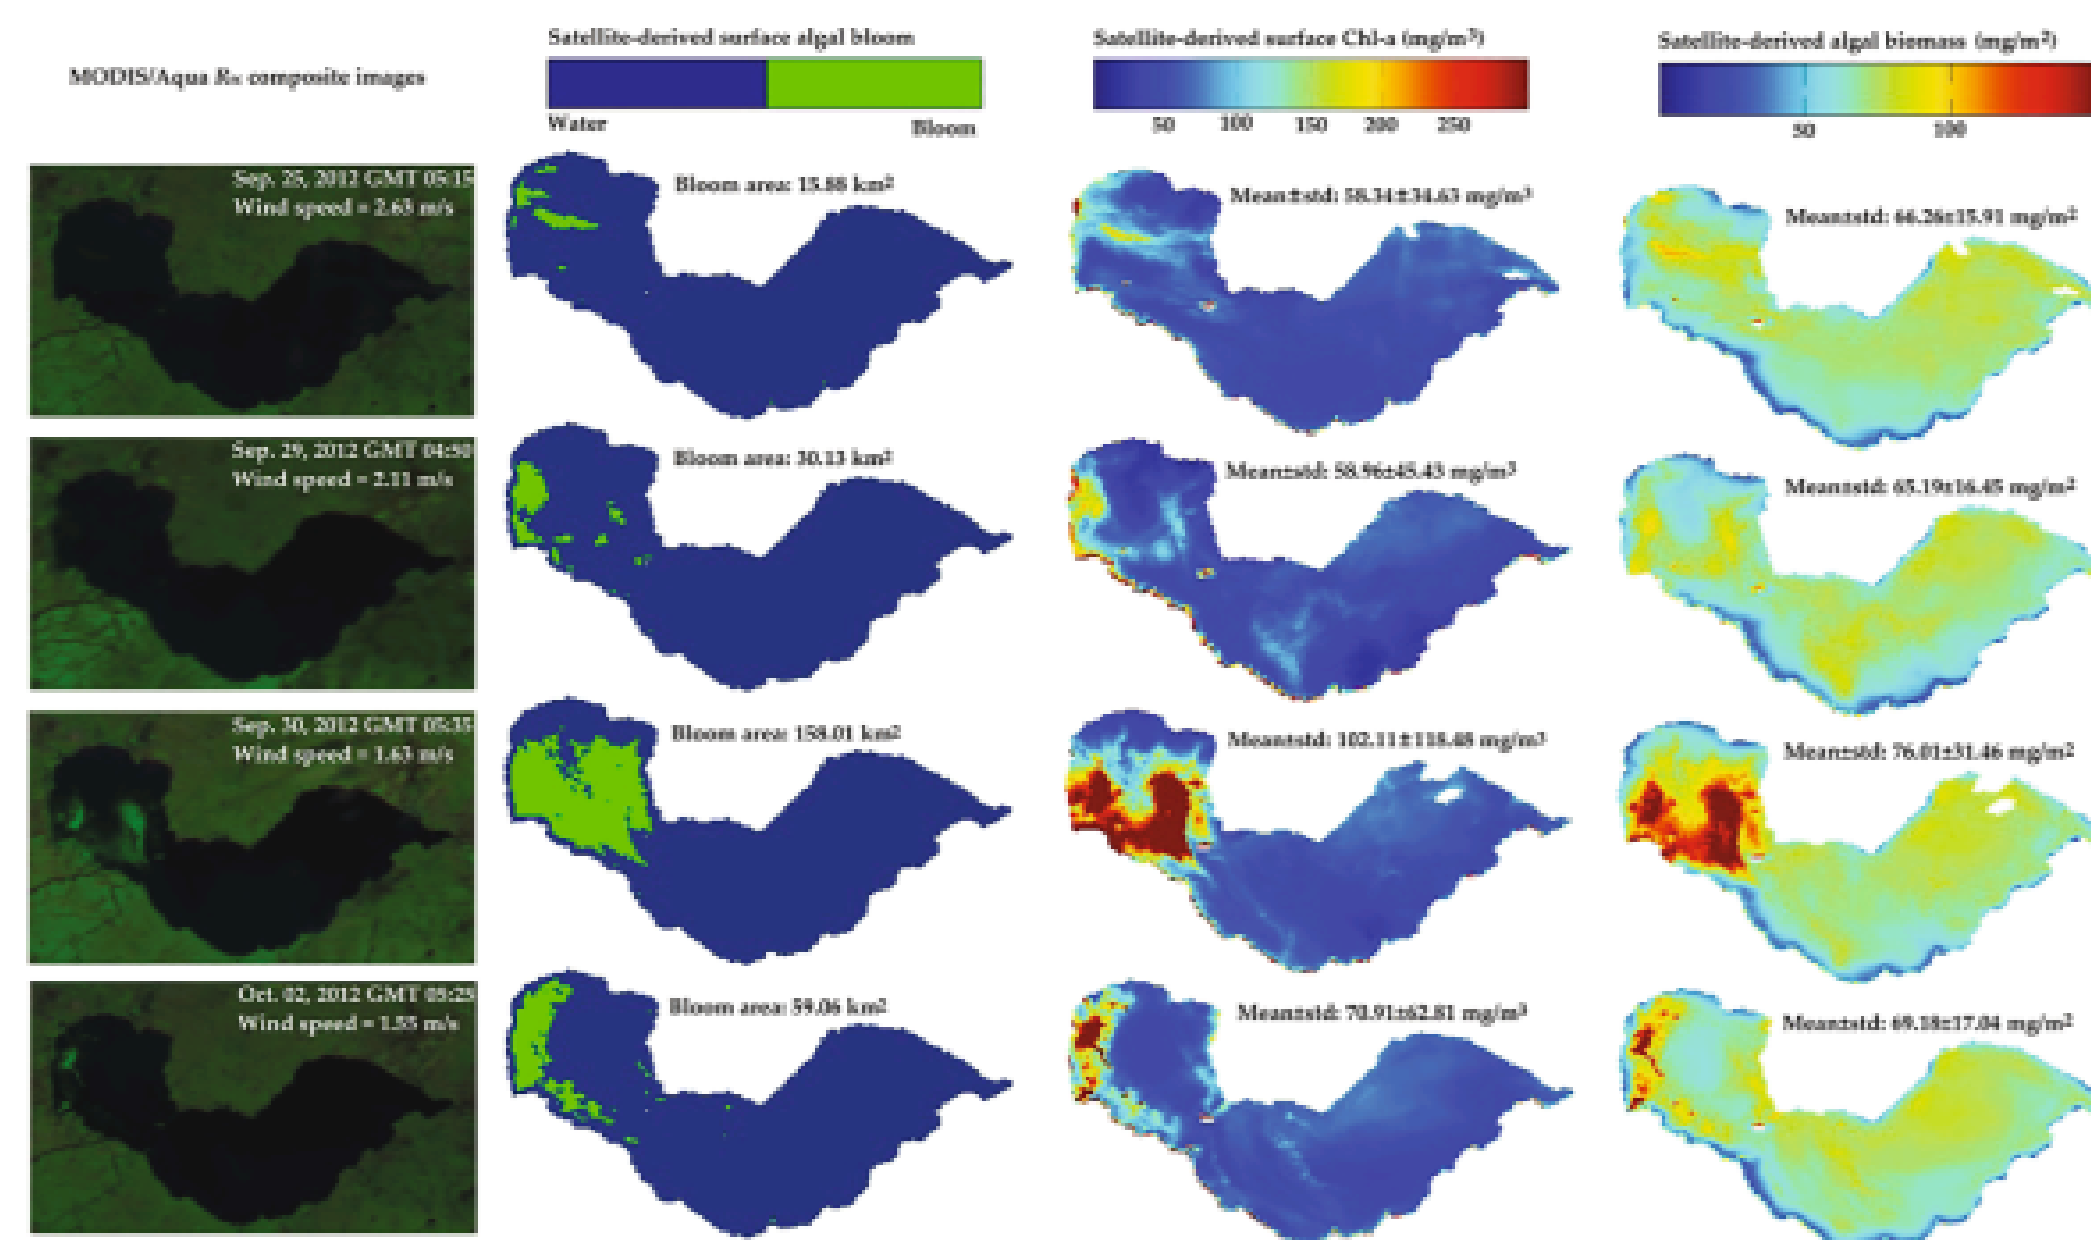 MODIS/Aqua Rrs composite images
Satellite-derived surface algal bloom
Water
Bloom
Satellite-derived surface Chl-a (mg/m³)
50 100 150 200 250
Satellite-derived algal biomass (mg/m²)
50 100
Sep. 25, 2012 GMT 05:15
Wind speed = 2.63 m/s
Bloom area: 15.88 km²
Mean±std: 58.34±34.63 mg/m³
Mean±std: 66.26±15.91 mg/m²
Sep. 29, 2012 GMT 04:50
Wind speed = 2.11 m/s
Bloom area: 30.13 km²
Mean±std: 58.96±45.43 mg/m³
Mean±std: 65.19±16.45 mg/m²
Sep. 30, 2012 GMT 05:35
Wind speed = 1.63 m/s
Bloom area: 158.01 km²
Mean±std: 102.11±118.48 mg/m³
Mean±std: 76.01±31.46 mg/m²
Oct. 02, 2012 GMT
Wind speed = 1.55 m/s
Bloom area: 59.06 km²
Mean±std: 70.91±62.81 mg/m³
Mean±std: 69.18±17.04 mg/m²